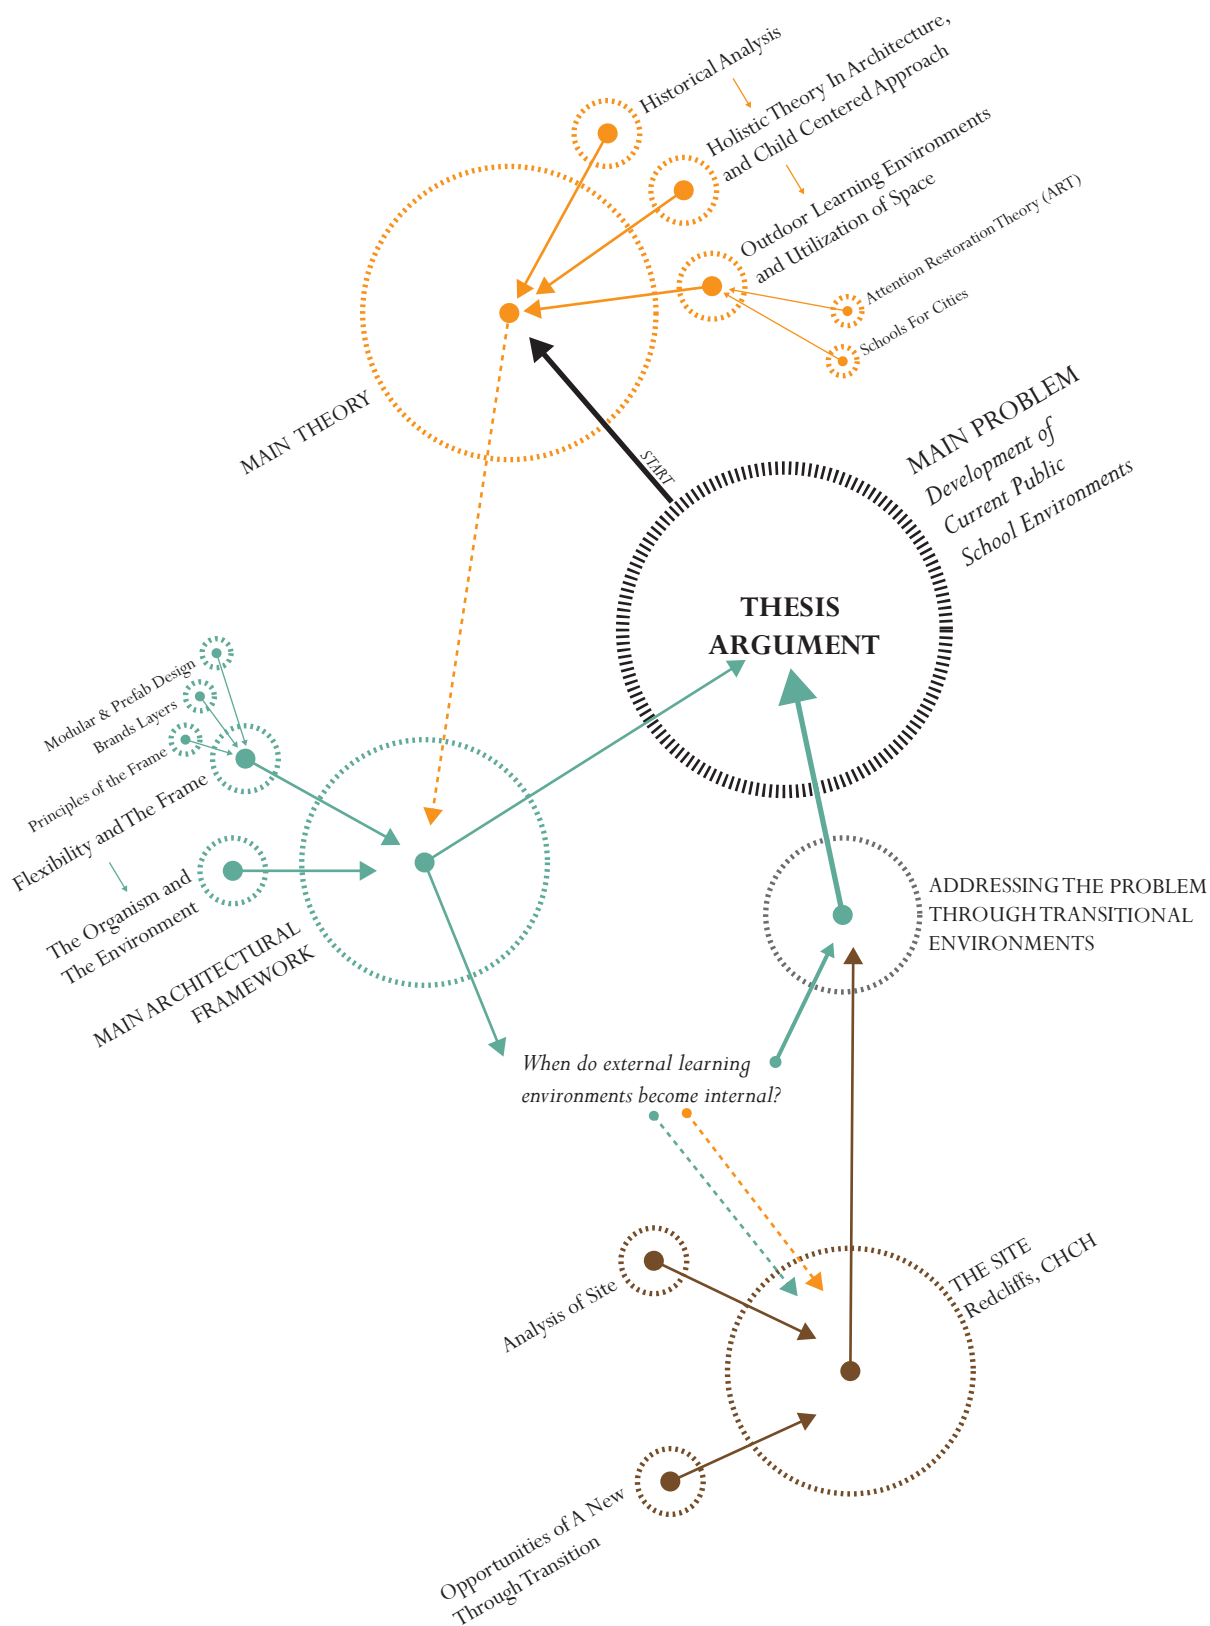 Historical Analysis
Holistic Theory In Architecture,
and Child Centered Approach
Outdoor Learning Environments
and Utilization of Space
Attention Restoration Theory (ART)
Schools For Cities
MAIN THEORY
START
MAIN PROBLEM
Development of
Current Public
School Environments
THESIS
ARGUMENT
Modular & Prefab Design
Brands Layers
Principles of the Frame
Flexibility and The Frame
The Organism and
The Environment
MAIN ARCHITECTURAL
FRAMEWORK
ADDRESSING THE PROBLEM
THROUGH TRANSITIONAL
ENVIRONMENTS
When do external learning
environments become internal?
Analysis of Site
THE SITE
Redcliffs, CHCH
Opportunities of A New
Through Transition